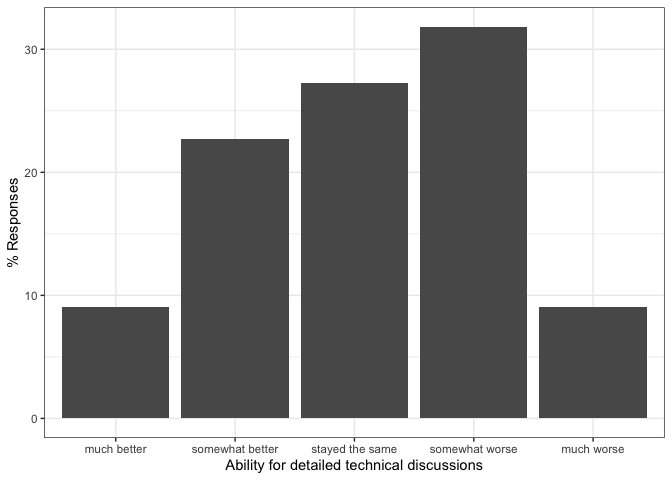 30
20
10
0
% Responses
much better
somewhat better
stayed the same
somewhat worse
much worse
Ability for detailed technical discussions